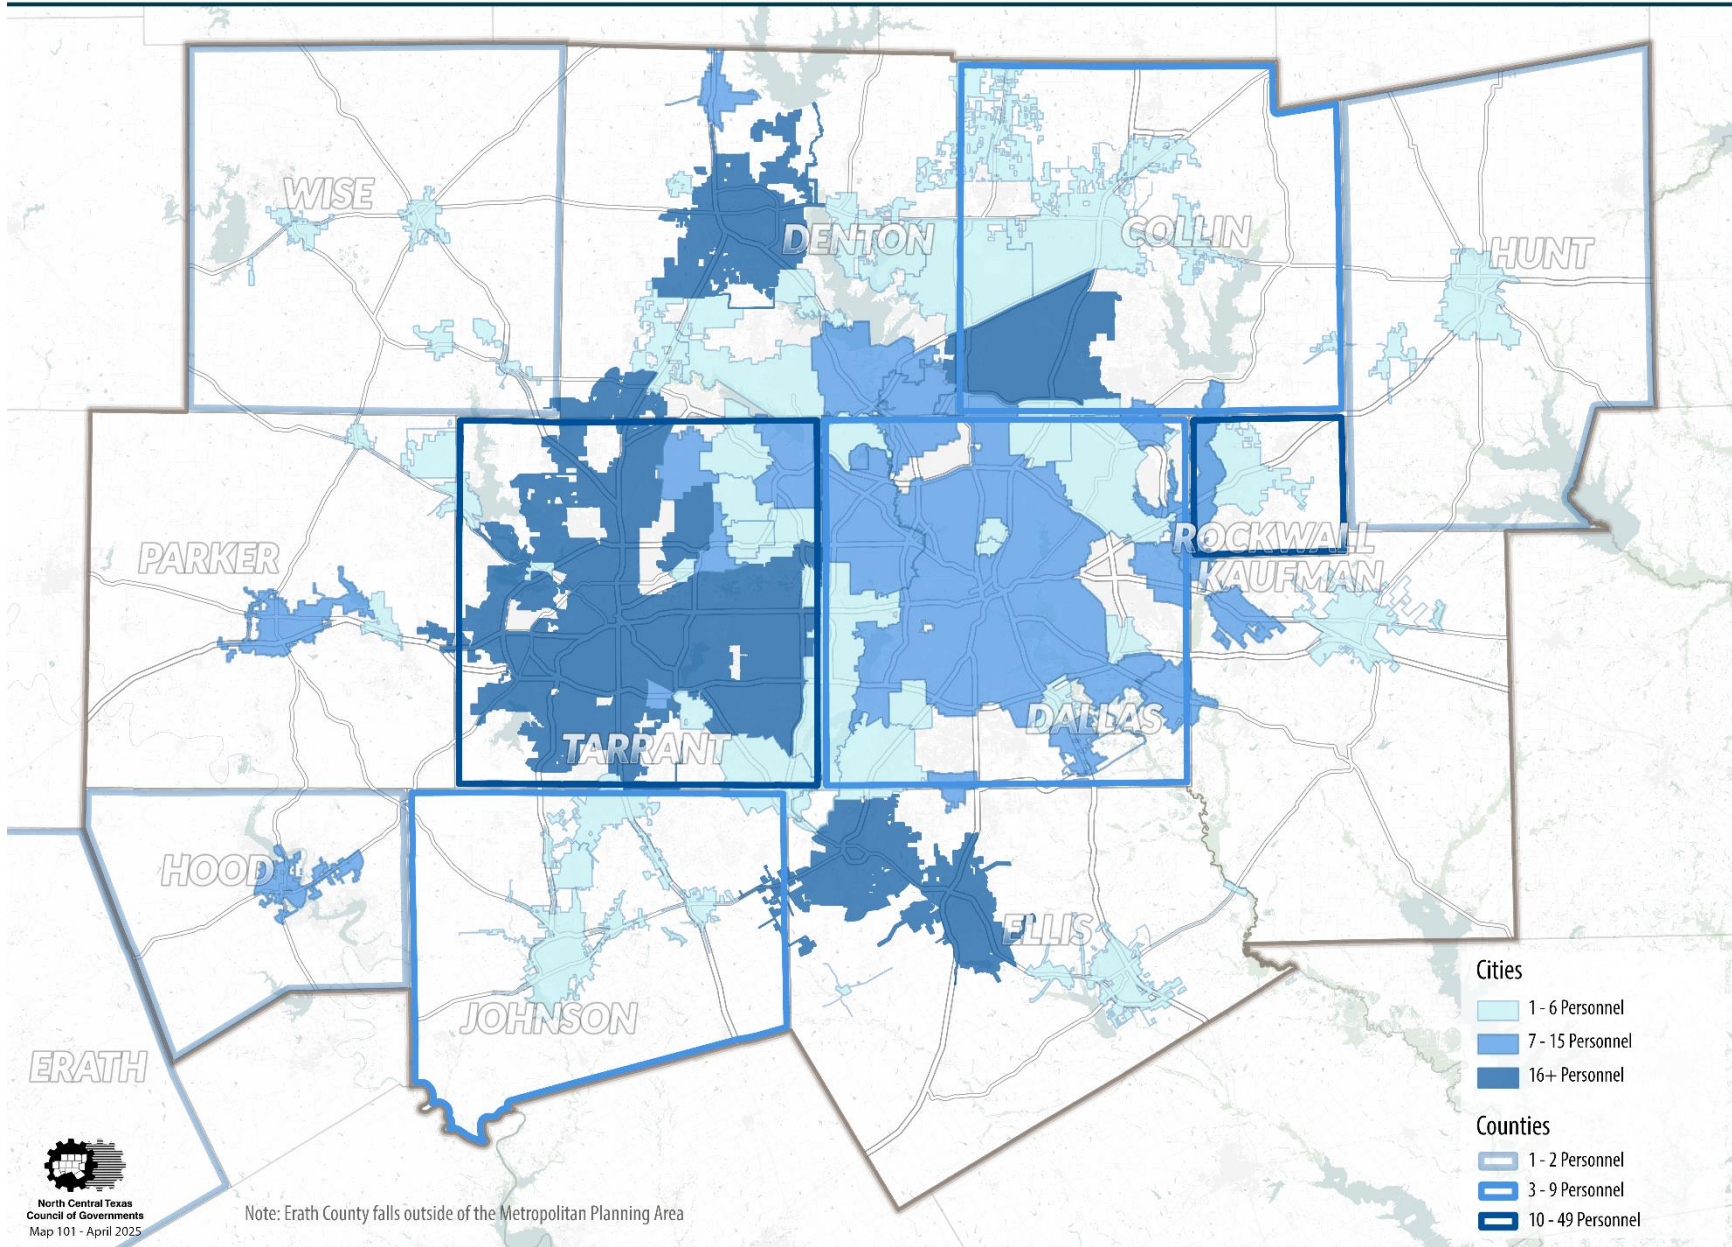 WISE
DENTON
COLLIN
HUNT
PARKER
ROCKWALL
KAUFMAN
TARRANT
DALLAS
HOOD
ELLIS
JOHNSON
ERATH
Cities
1 - 6 Personnel
7 - 15 Personnel
16+ Personnel
Counties
1 - 2 Personnel
3 - 9 Personnel
10 - 49 Personnel
North Central Texas
Council of Governments
Map 101 - April 2025
Note: Erath County falls outside of the Metropolitan Planning Area